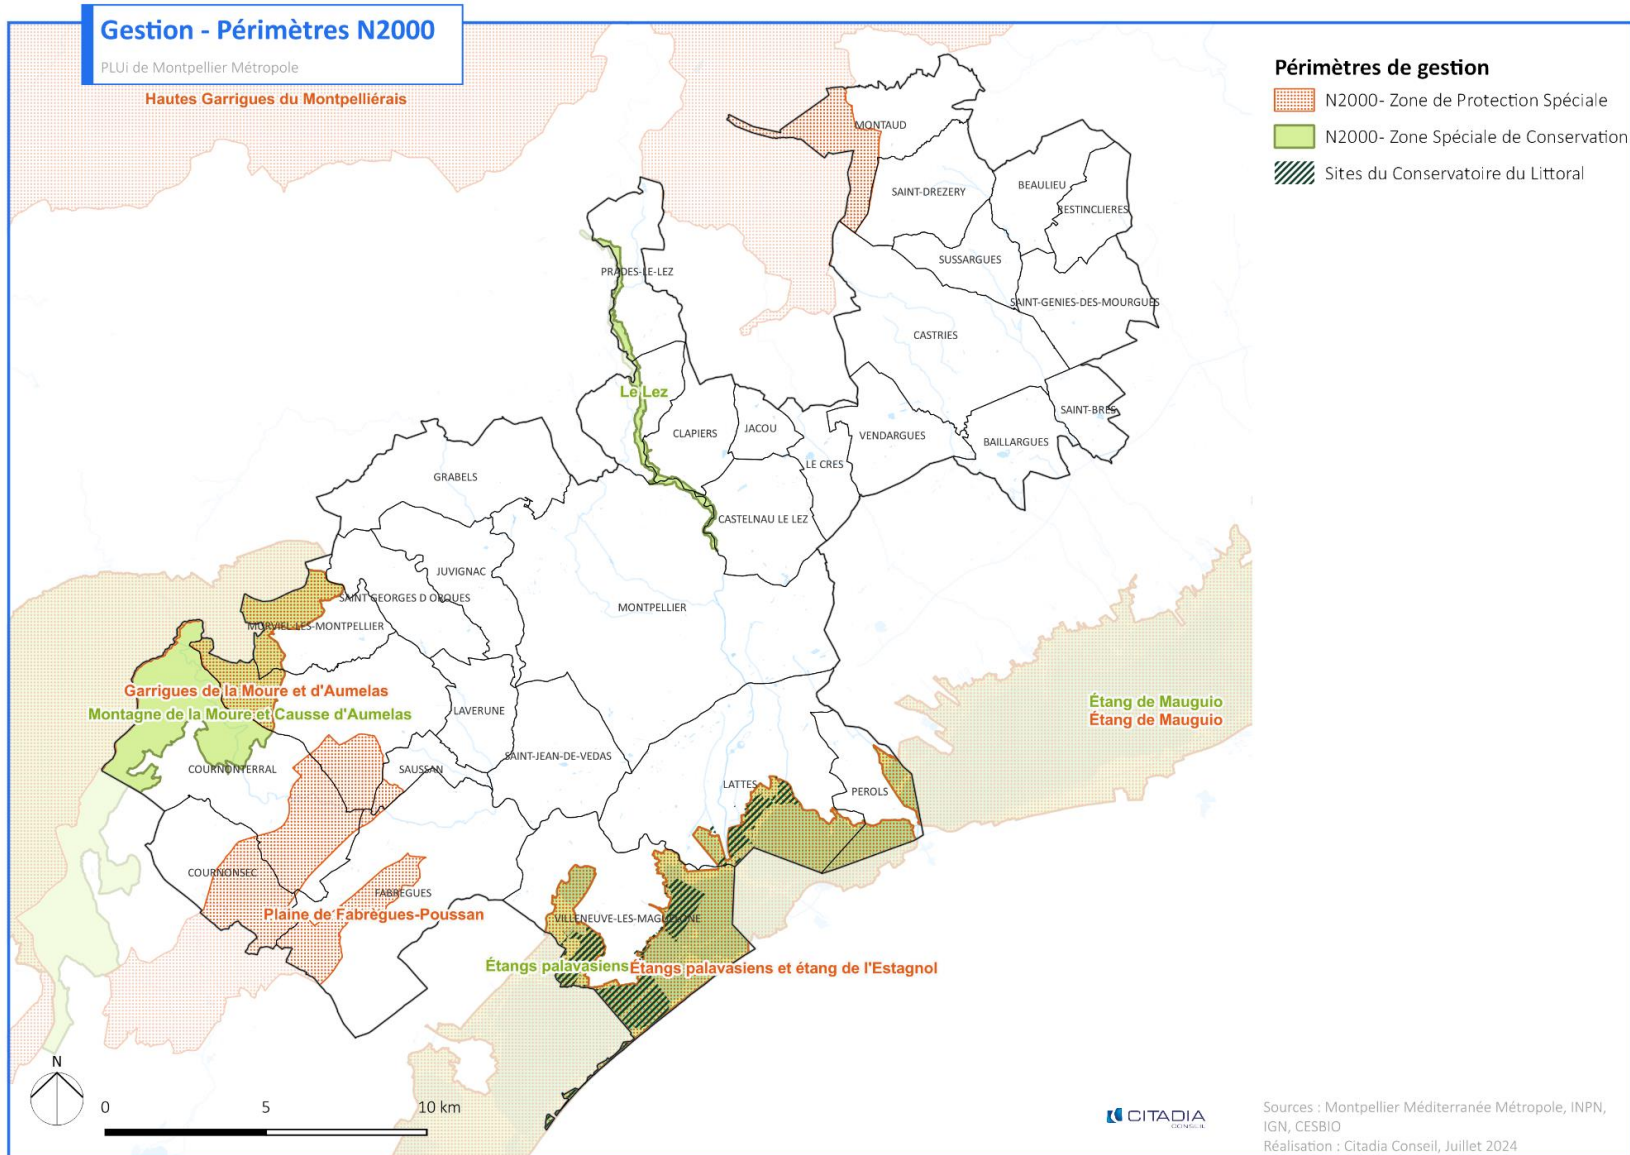 Gestion - Périmètres N2000
PLUi de Montpellier Métropole
Hautes Garrigues du Montpelliérais
Périmètres de gestion
N2000- Zone de Protection Spéciale
N2000- Zone Spéciale de Conservation
Sites du Conservatoire du Littoral
MONTAUD
SAINT-DREZERY
BEAULIEU
RESTINCLIERES
SUSSARGUES
PRADES-LE-LEZ
SAINT-GENIES-DES-MOURGUES
CASTRIES
Le Lez
SAINT-BRES
CLAPIERS
JACOU
VENDARGUES
BAILLARGUES
LE CRES
GRABELS
CASTELNAU LE LEZ
JUVIGNAC
SAINT GEORGES D ORQUES
MONTPELLIER
MURVIEL-LES-MONTPELLIER
Garrigues de la Moure et d'Aumelas
Montagne de la Moure et Causse d'Aumelas
LAVERUNE
Étang de Mauguio
Étang de Mauguio
SAINT-JEAN-DE-VEDAS
COURNONTERRAL
SAUSSAN
LATTES
PEROLS
COURNONSEC
FABREGUES
Plaine de Fabrègues-Poussan
VILLENEUVE-LES-MAGUELONE
Étangs palavasiens
Étangs palavasiens et étang de l'Estagnol
N
0 5 10 km
CITADIA
CONSEIL
Sources : Montpellier Méditerranée Métropole, INPN,
IGN, CESBIO
Réalisation : Citadia Conseil, Juillet 2024